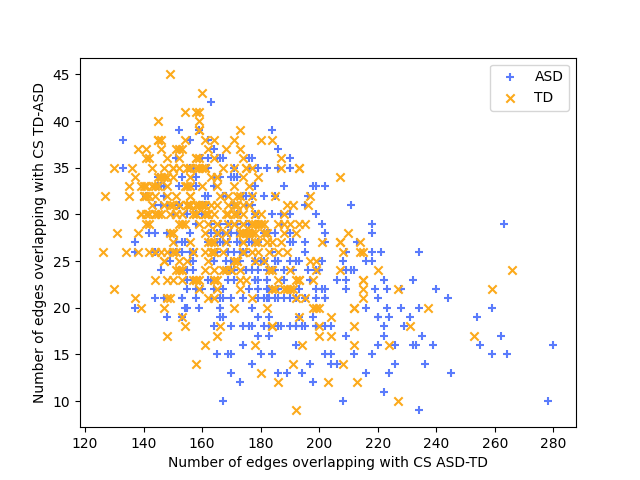 45
40
35
30
25
20
15
10
Number of edges overlapping with CS TD-ASD
ASD
TD
120 140 160 180 200 220 240 260 280
Number of edges overlapping with CS ASD-TD